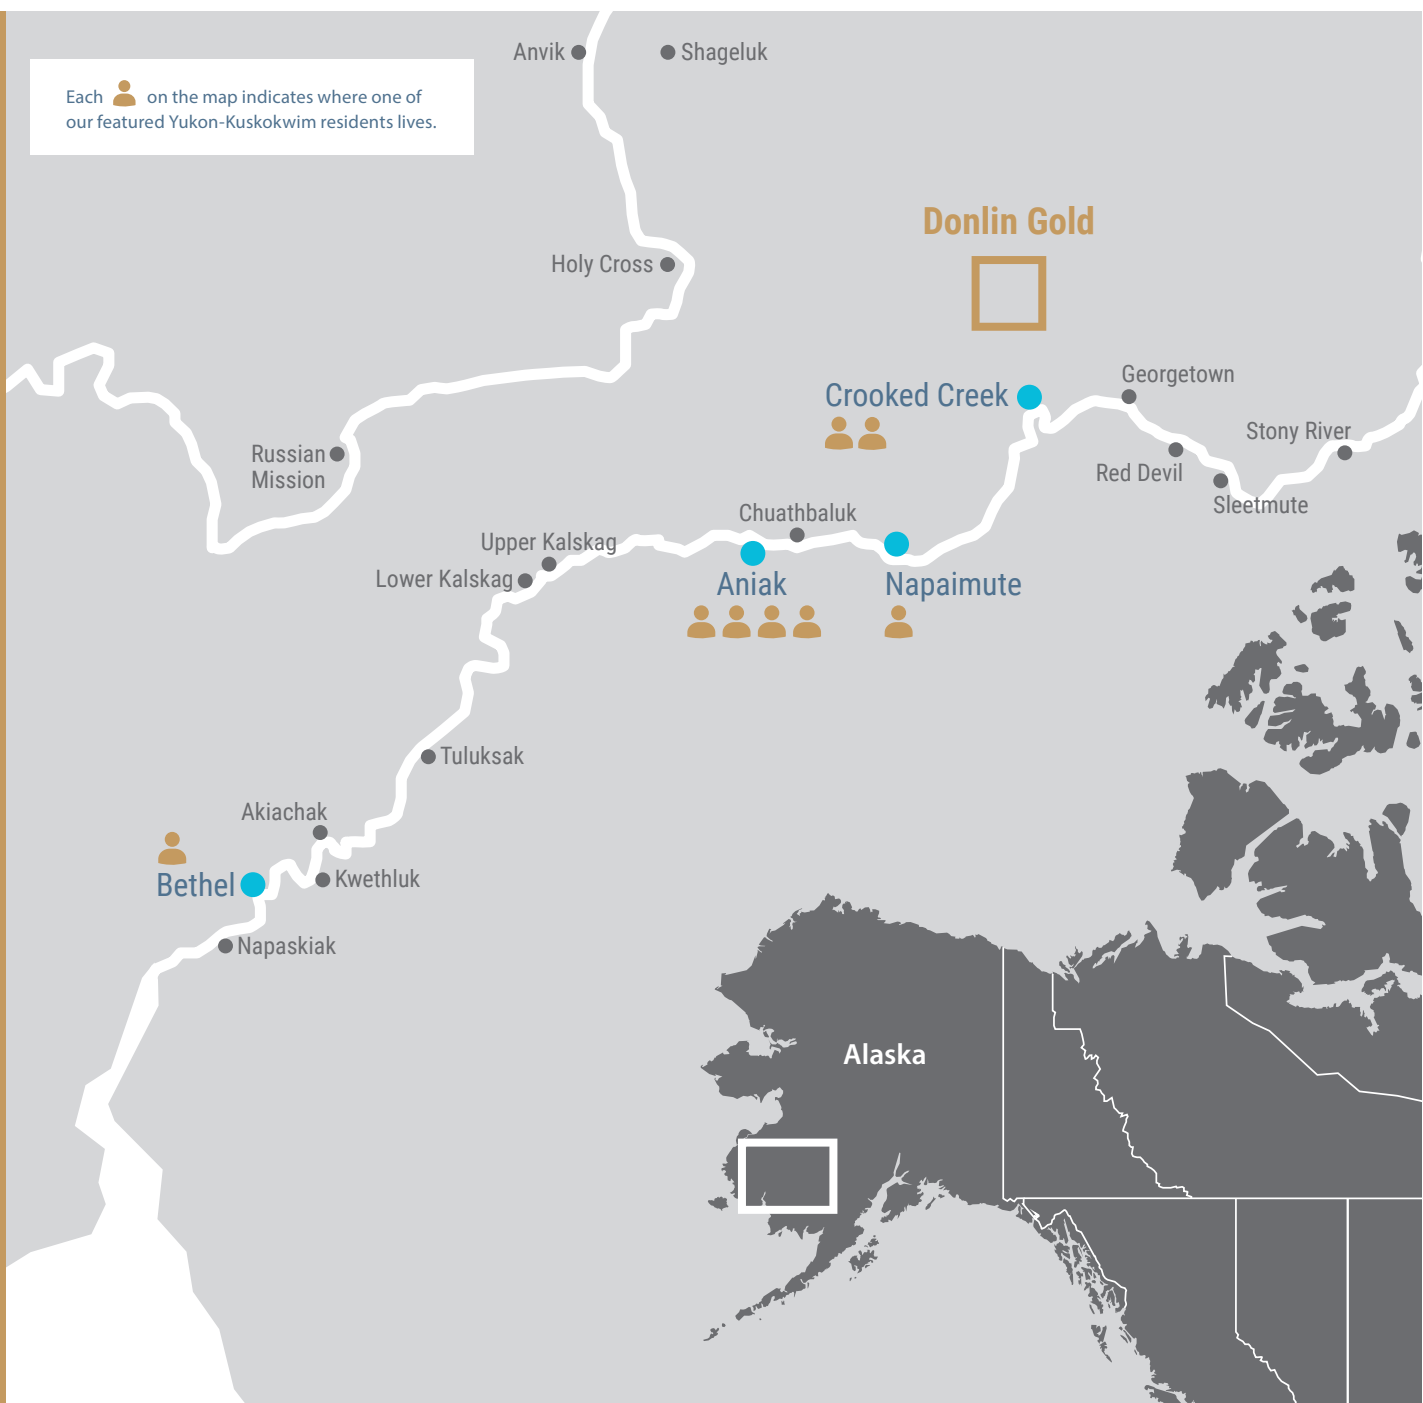 Anvik
Shageluk
Each on the map indicates where one of
our featured Yukon-Kuskokwim residents lives.
Donlin Gold
Holy Cross
Georgetown
Crooked Creek
Stony River
Russian
Mission
Red Devil
Sleetmute
Chuathbaluk
Upper Kalskag
Lower Kalskag
Aniak
Napaimute
Tuluksak
Akiachak
Bethel
Kwethluk
Napaskiak
Alaska